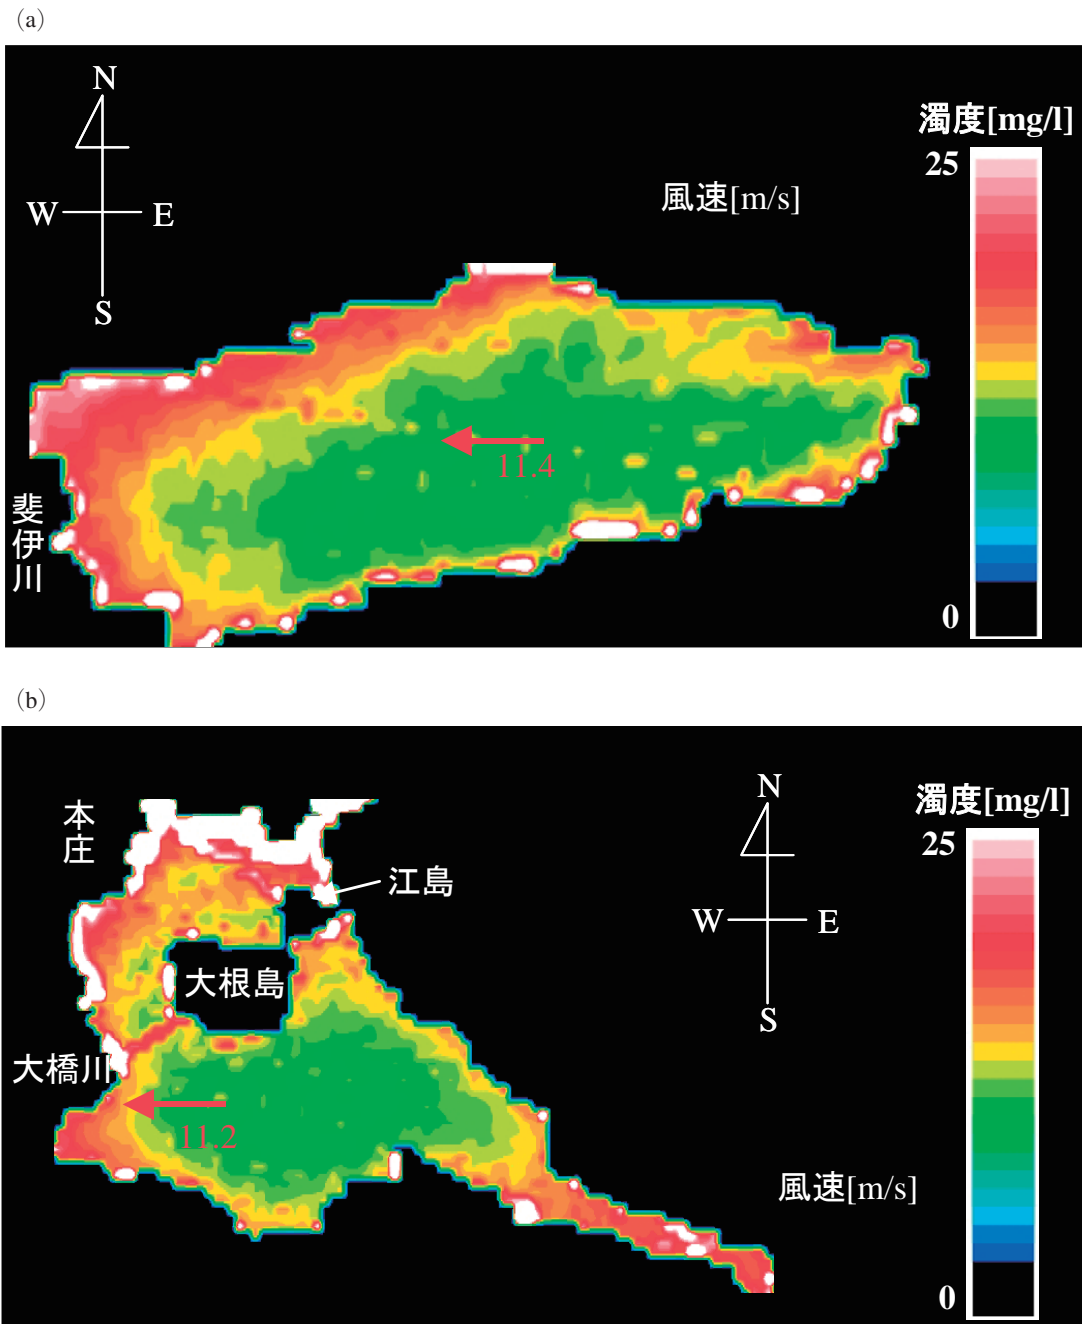 （a）
N
W
E
S
濁度[mg/l]
25
0
風速[m/s]
11.4
斐伊川
（b）
本庄
江島
大根島
大橋川
11.2
N
W
E
S
濁度[mg/l]
25
0
風速[m/s]